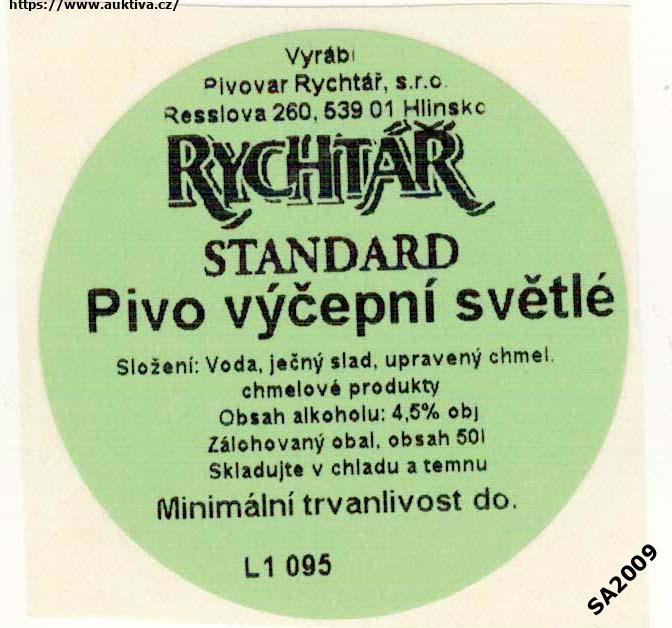 https://www.auktiva.cz/
Vyrábí
Pivovar Rychtář, s.r.o.
Resslova 260, 539 01 Hlinsko
RYCHTÁŘ
STANDARD
Pivo výčepní světlé
Složení: Voda, ječný slad, upravený chmel,
chmelové produkty
Obsah alkoholu: 4,5% obj
Zálohovaný obal, obsah 50l
Skladujte v chladu a temnu
Minimální trvanlivost do.
L1 095
SA2009